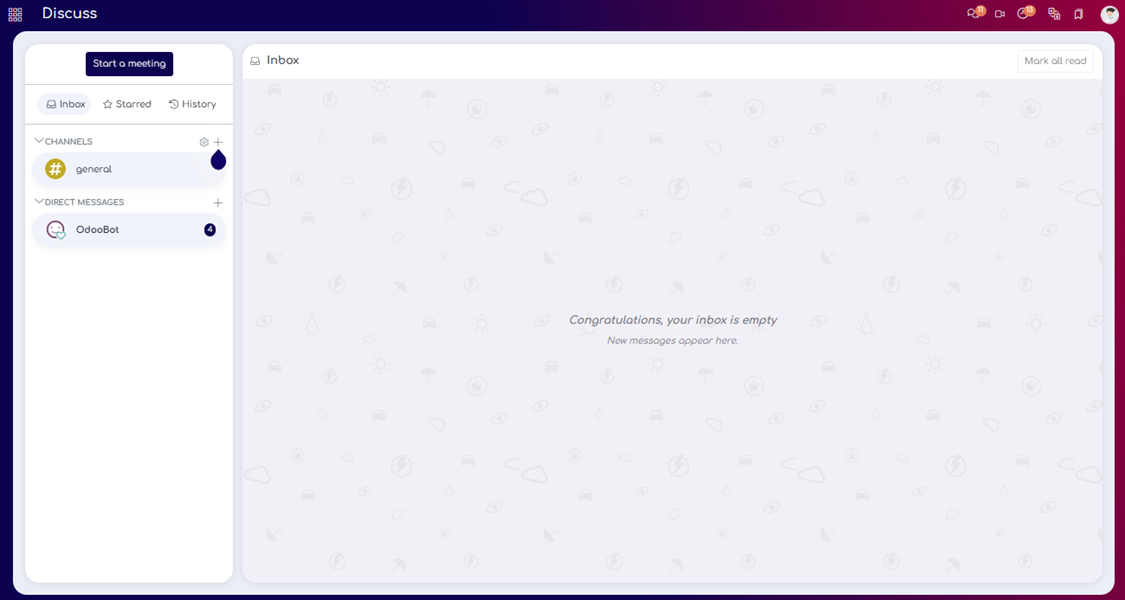 Discuss
11
13
Start a meeting
Inbox
Mark all read
Inbox Starred History
CHANNELS
general
DIRECT MESSAGES
OdooBot
4
Congratulations, your inbox is empty
New messages appear here.